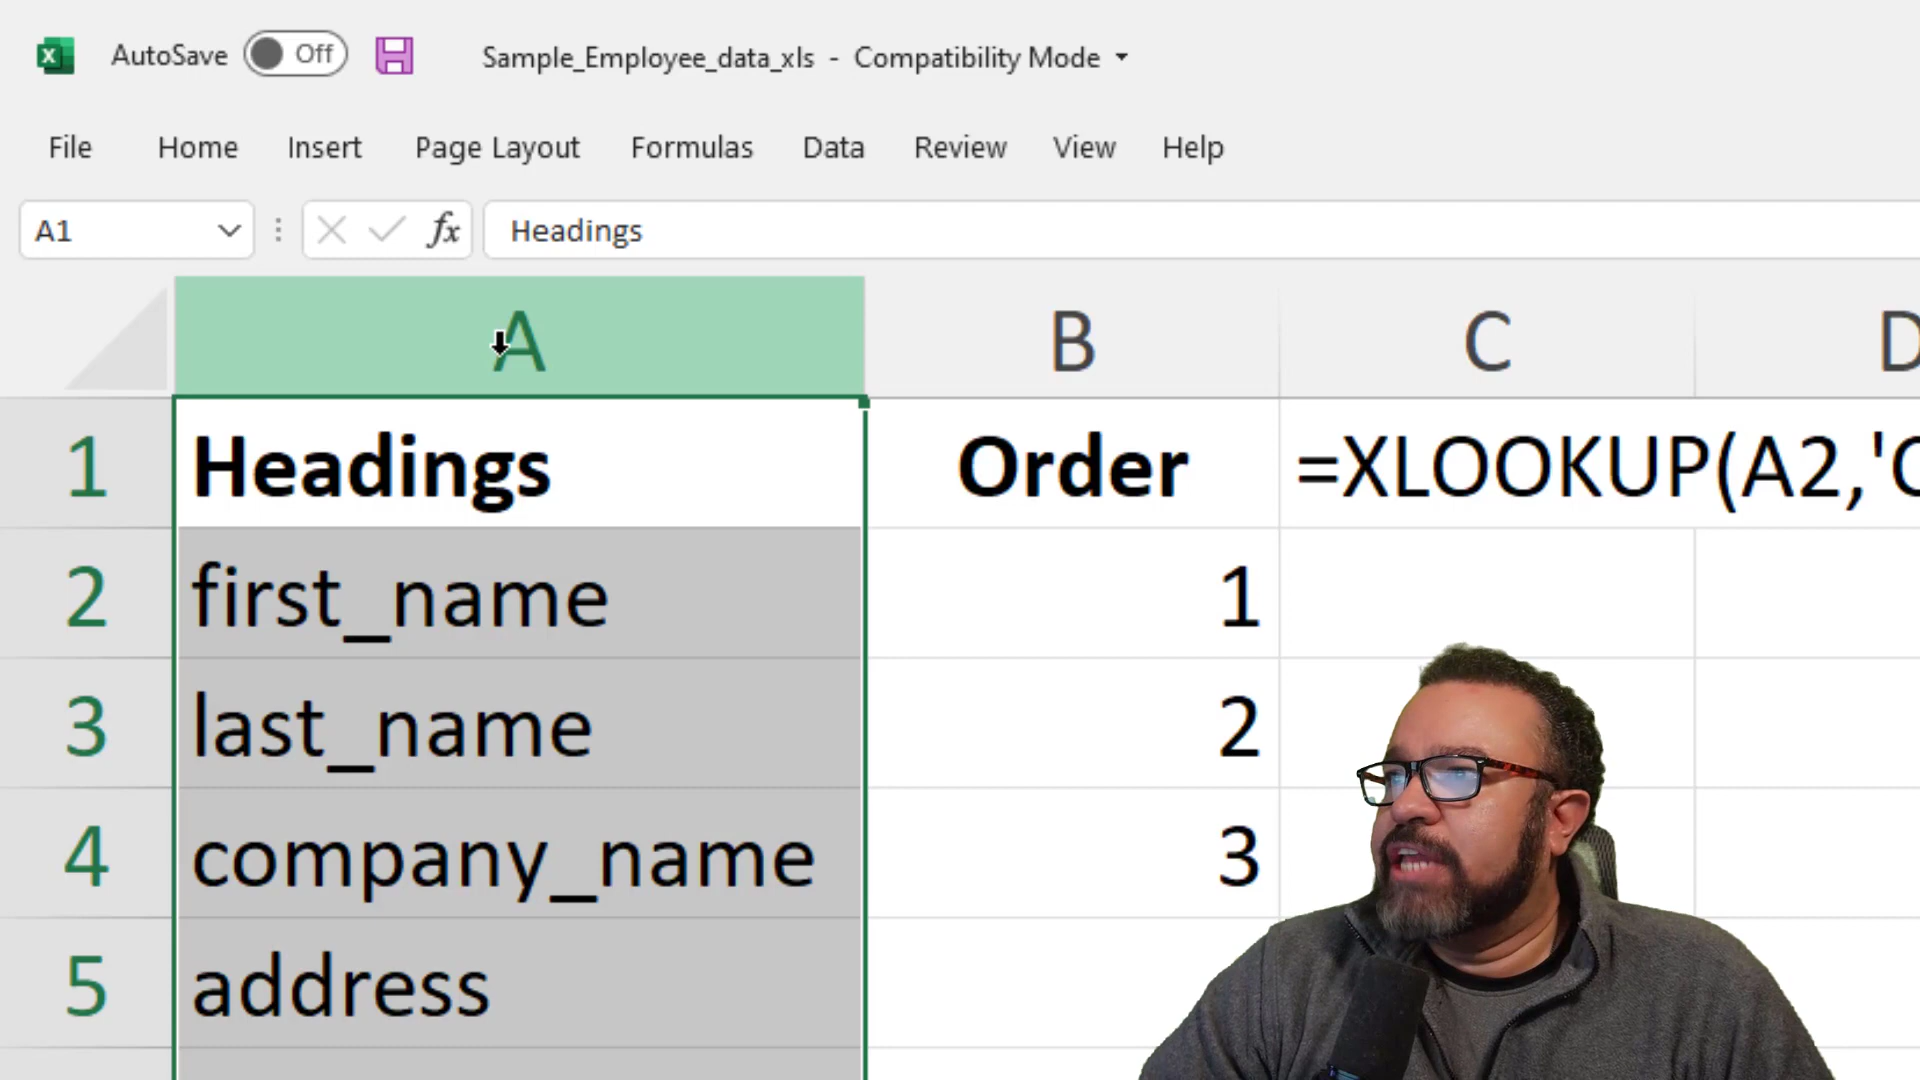 AutoSave Off Sample_Employee_data_xls - Compatibility Mode
File Home Insert Page Layout Formulas Data Review View Help
A1 fx Headings
A B C D
1 Headings Order =XLOOKUP(A2,'C
2 first_name 1
3 last_name 2
4 company_name 3
5 address